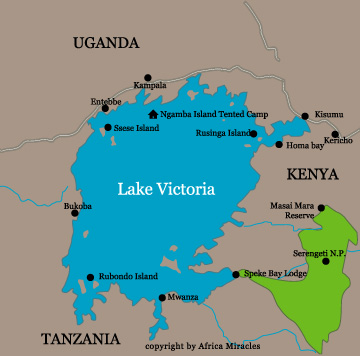 UGANDA
Kampala
Entebbe
Ngamba Island Tented Camp
Ssese Island
Rusinga Island
Kisumu
Kericho
Homa bay
KENYA
Lake Victoria
Masai Mara
Reserve
Bukoba
Serengeti N.P.
Rubondo Island
Speke Bay Lodge
Mwanza
TANZANIA
copyright by Africa Miracles